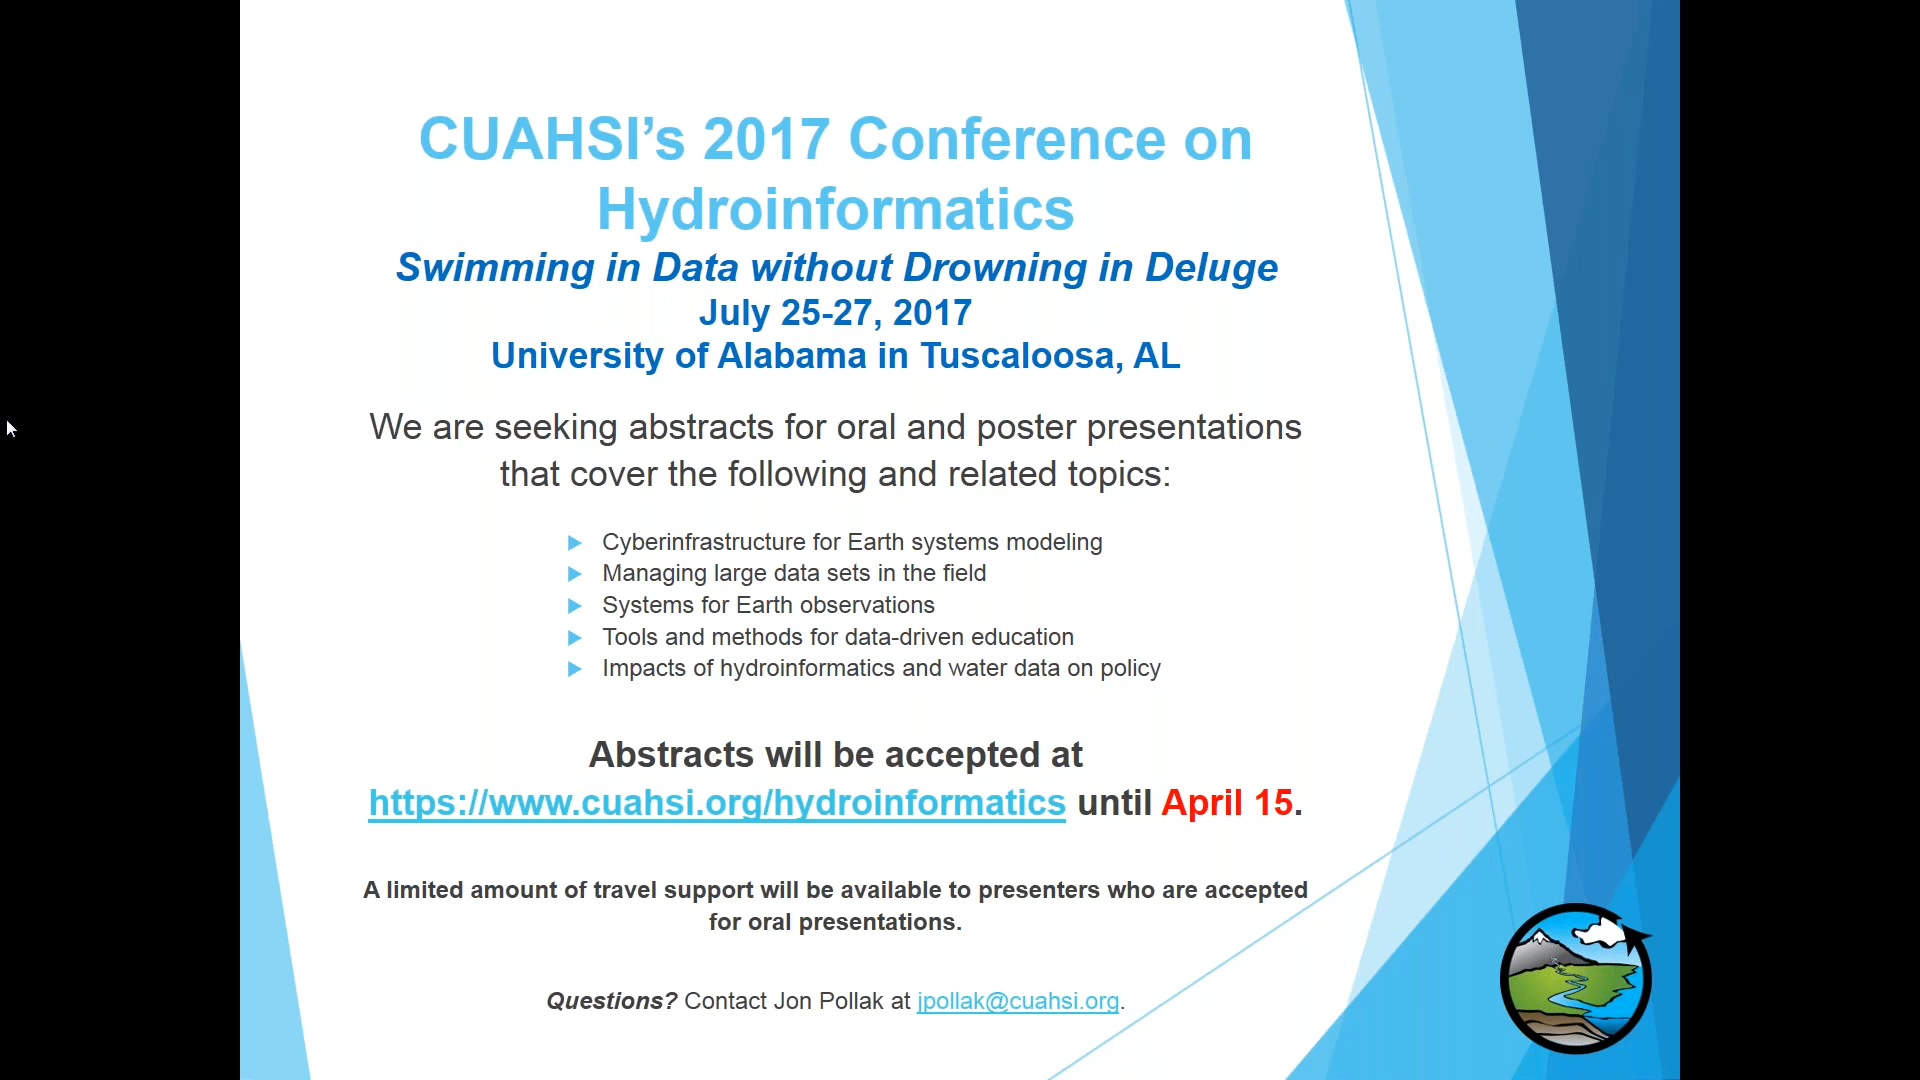 CUAHSI’s 2017 Conference on
Hydroinformatics
Swimming in Data without Drowning in Deluge
July 25-27, 2017
University of Alabama in Tuscaloosa, AL
We are seeking abstracts for oral and poster presentations
that cover the following and related topics:
Cyberinfrastructure for Earth systems modeling
Managing large data sets in the field
Systems for Earth observations
Tools and methods for data-driven education
Impacts of hydroinformatics and water data on policy
Abstracts will be accepted at
https://www.cuahsi.org/hydroinformatics until April 15.
A limited amount of travel support will be available to presenters who are accepted
for oral presentations.
Questions? Contact Jon Pollak at jpollak@cuahsi.org.